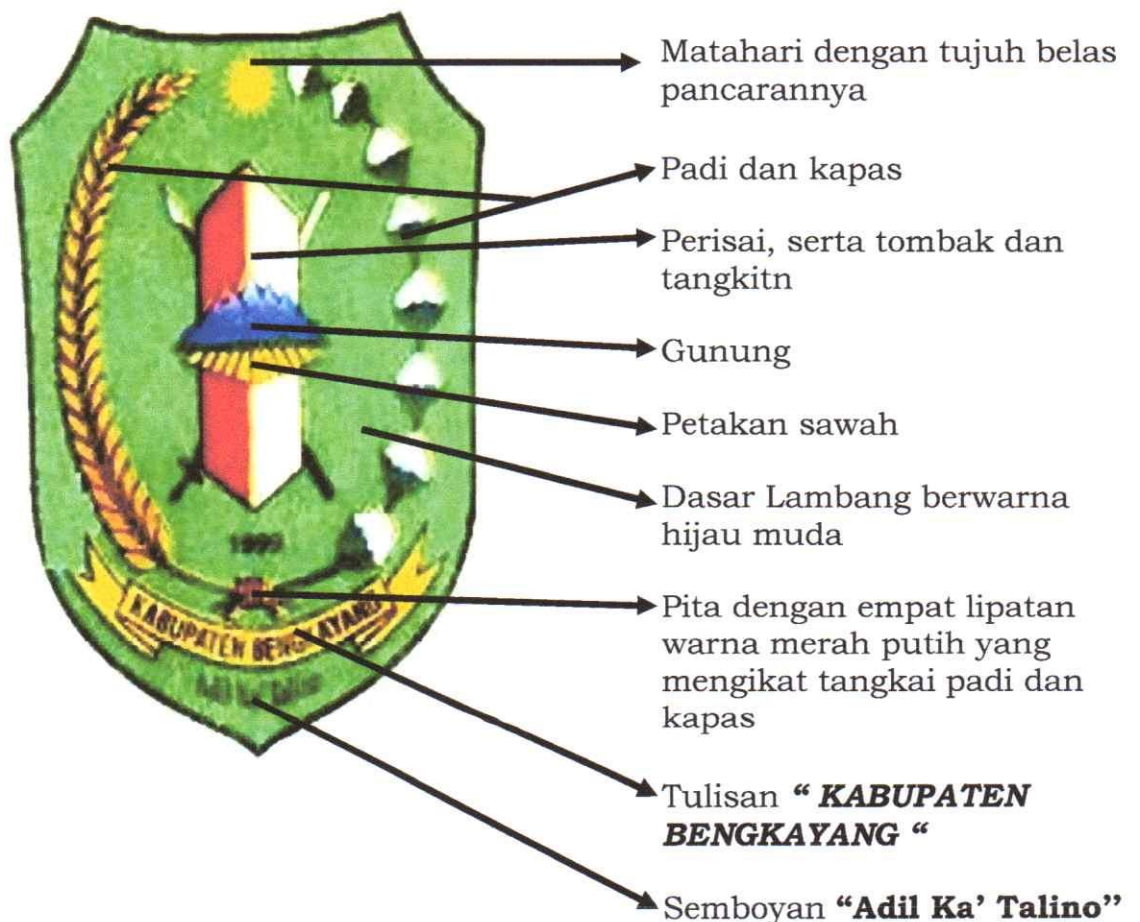 Matahari dengan tujuh belas
pancarannya
Padi dan kapas
Perisai, serta tombak dan
tangkitn
Gunung
Petakan sawah
Dasar Lambang berwarna
hijau muda
Pita dengan empat lipatan
warna merah putih yang
mengikat tangkai padi dan
kapas
Tulisan “ KABUPATEN
BENGKAYANG “
Semboyan “Adil Ka' Talino”
KABUPATEN BENGKAYANG